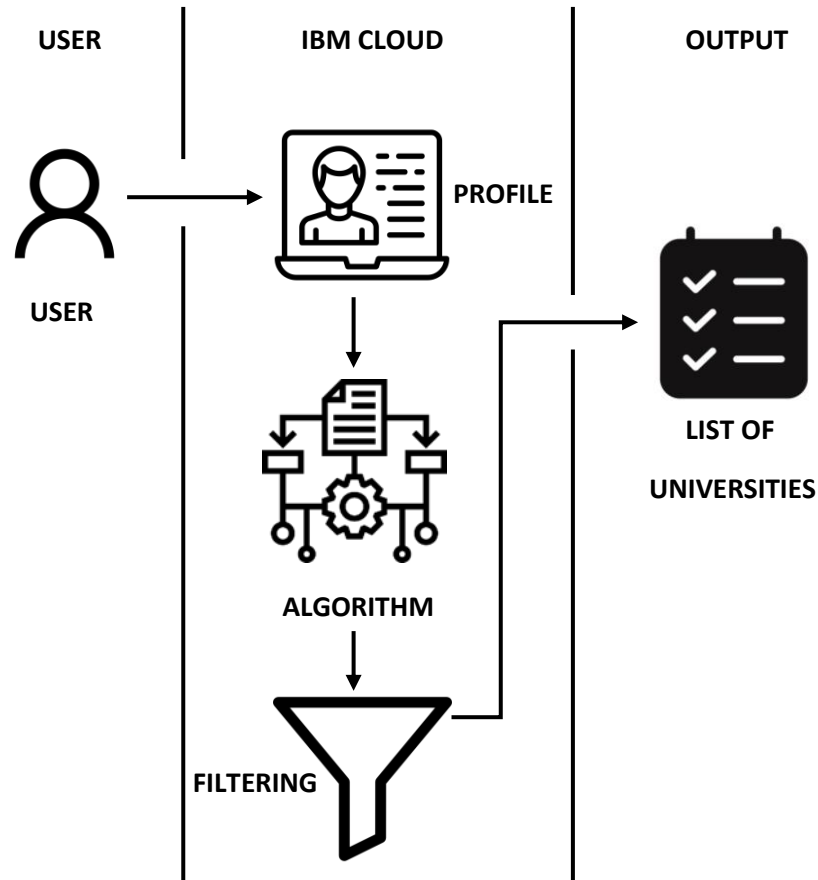 USER
IBM CLOUD
OUTPUT
USER
PROFILE
ALGORITHM
FILTERING
LIST OF
UNIVERSITIES